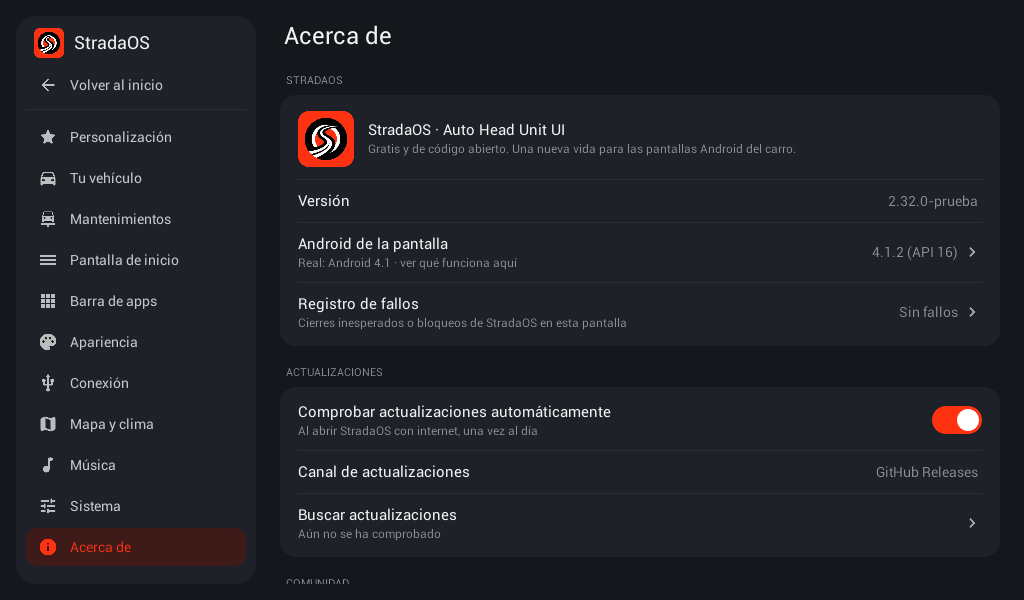 StradaOS
Volver al inicio
Personalización
Tu vehículo
Mantenimientos
Pantalla de inicio
Barra de apps
Apariencia
Conexión
Mapa y clima
Música
Sistema
Acerca de
Acerca de
STRADAOS
StradaOS · Auto Head Unit UI
Gratis y de código abierto. Una nueva vida para las pantallas Android del carro.
Versión
2.32.0-prueba
Android de la pantalla
Real: Android 4.1 · ver qué funciona aquí
4.1.2 (API 16)
Registro de fallos
Cierres inesperados o bloqueos de StradaOS en esta pantalla
Sin fallos
ACTUALIZACIONES
Comprobar actualizaciones automáticamente
Al abrir StradaOS con internet, una vez al día
Canal de actualizaciones
GitHub Releases
Buscar actualizaciones
Aún no se ha comprobado
COMUNIDAD